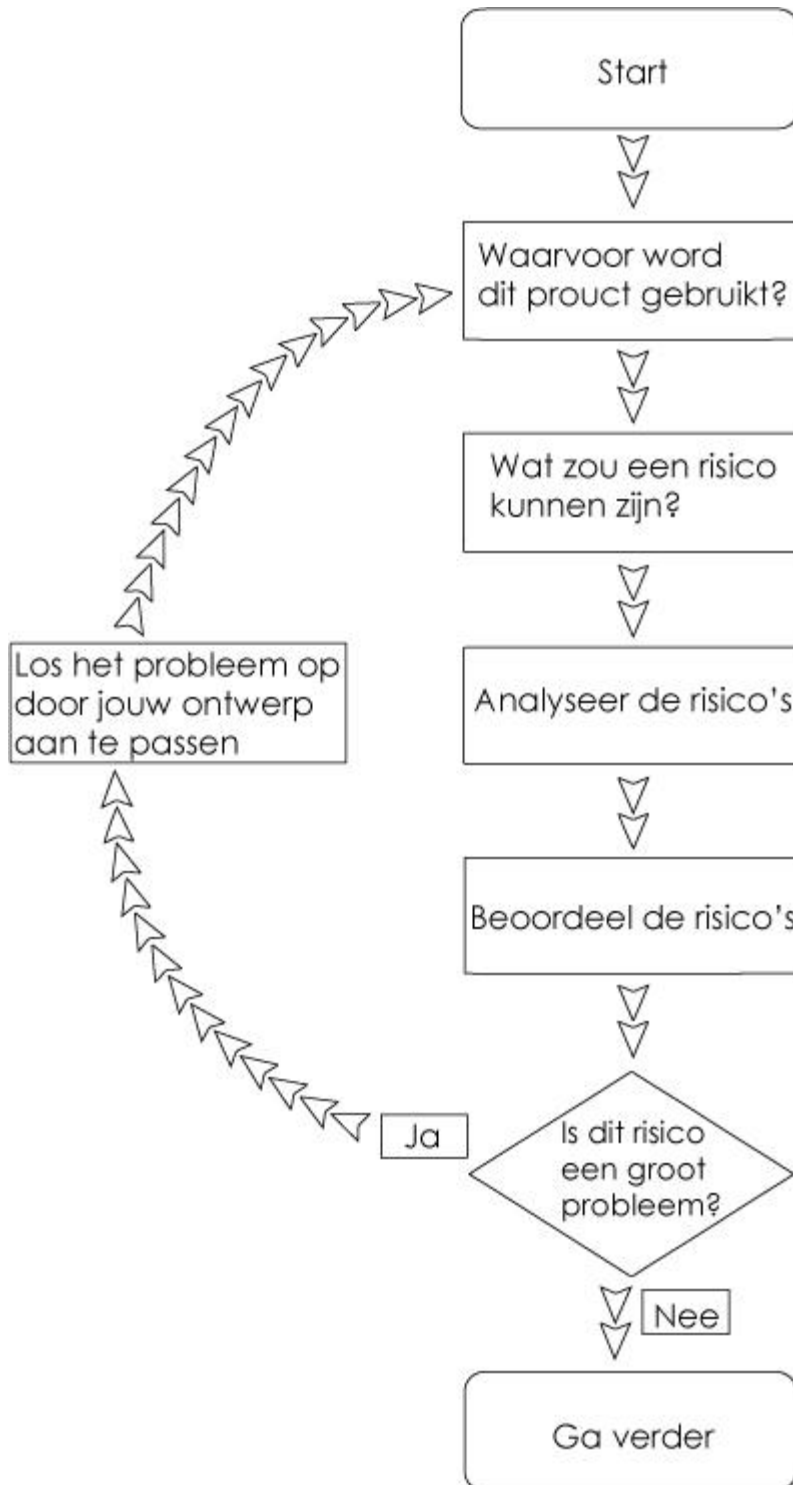 Start
Waarvoor word
dit prouct gebruikt?
Wat zou een risico
kunnen zijn?
Analyseer de risico's
Beoordeel de risico's
Is dit risico
een groot
probleem?
Ja
Los het probleem op
door jouw ontwerp
aan te passen
Nee
Ga verder